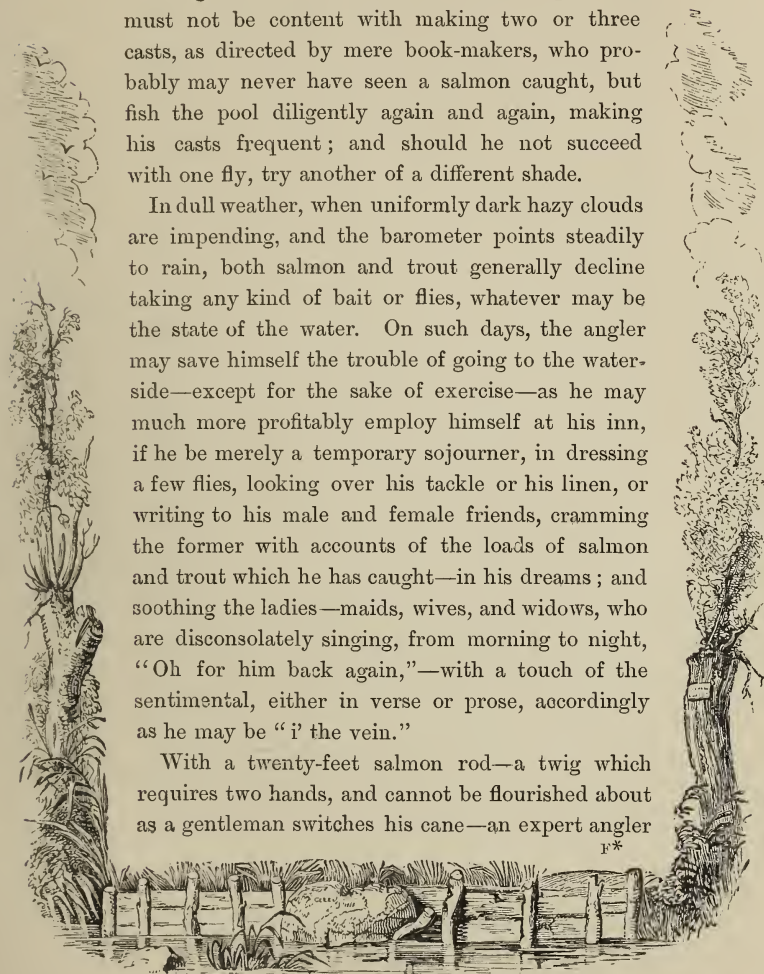 must not be content with making two or three
casts, as directed by mere book-makers, who pro-
bably may never have seen a salmon caught, but
fish the pool diligently again and again, making
his casts frequent; and should he not succeed
with one fly, try another of a different shade.
In dull weather, when uniformly dark hazy clouds
are impending, and the barometer points steadily
to rain, both salmon and trout generally decline
taking any kind of bait or flies, whatever may be
the state of the water. On such days, the angler
may save himself the trouble of going to the water-
side—except for the sake of exercise—as he may
much more profitably employ himself at his inn,
if he be merely a temporary sojourner, in dressing
a few flies, looking over his tackle or his linen, or
writing to his male and female friends, cramming
the former with accounts of the loads of salmon
and trout which he has caught—in his dreams; and
soothing the ladies—maids, wives, and widows, who
are disconsolately singing, from morning to night,
“Oh for him back again,”—with a touch of the
sentimental, either in verse or prose, accordingly
as he may be “i’ the vein.”
With a twenty-feet salmon rod—a twig which
requires two hands, and cannot be flourished about
as a gentleman switches his cane—an expert angler
F*